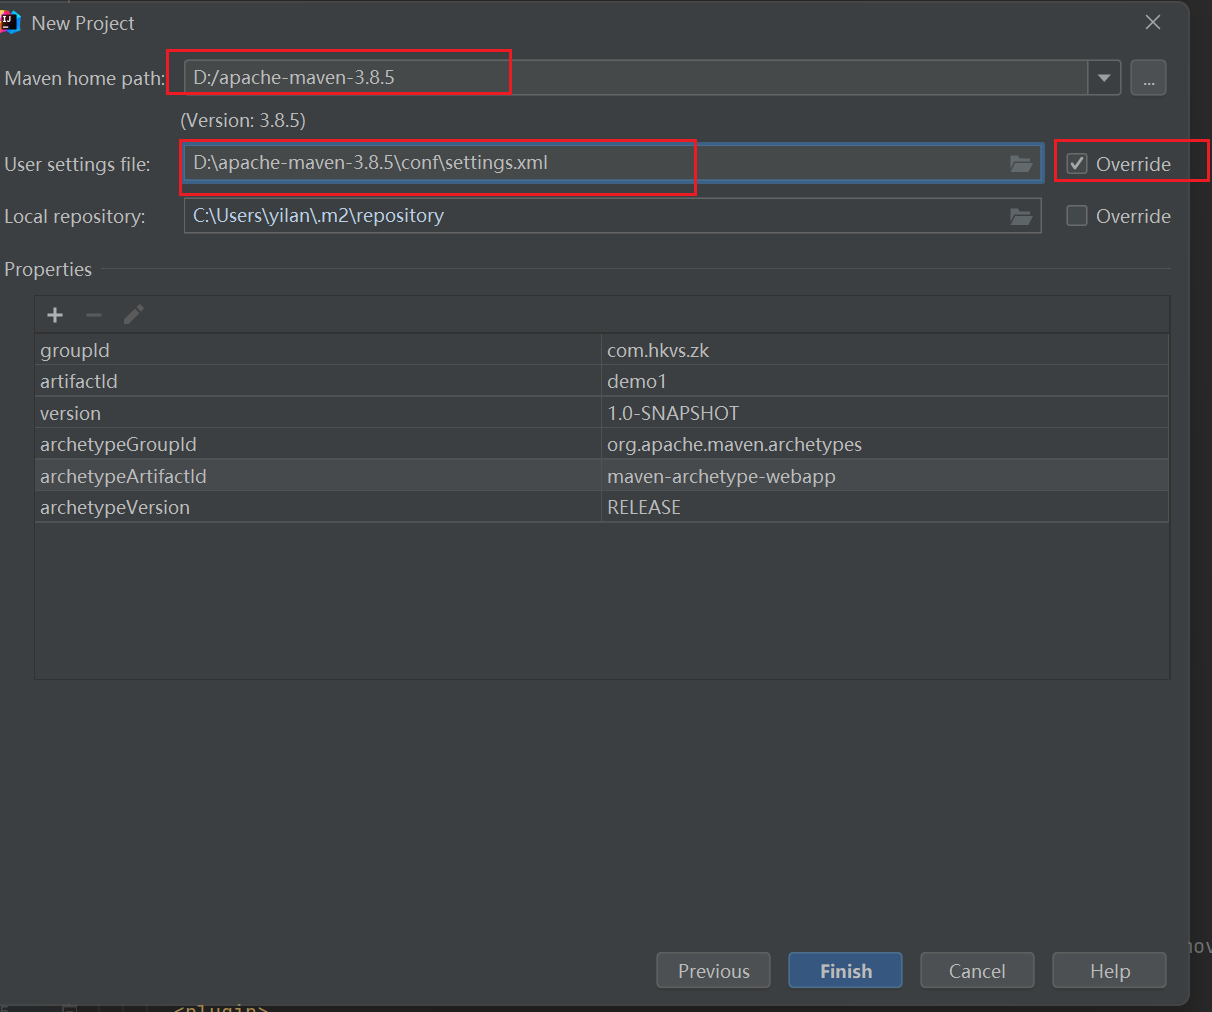 New Project
Maven home path: D:/apache-maven-3.8.5 ...
(Version: 3.8.5)
User settings file: D:\apache-maven-3.8.5\conf\settings.xml Override
Local repository: C:\Users\yilan\.m2\repository Override
Properties
groupId com.hkvs.zk
artifactId demo1
version 1.0-SNAPSHOT
archetypeGroupId org.apache.maven.archetypes
archetypeArtifactId maven-archetype-webapp
archetypeVersion RELEASE
Previous Finish Cancel Help